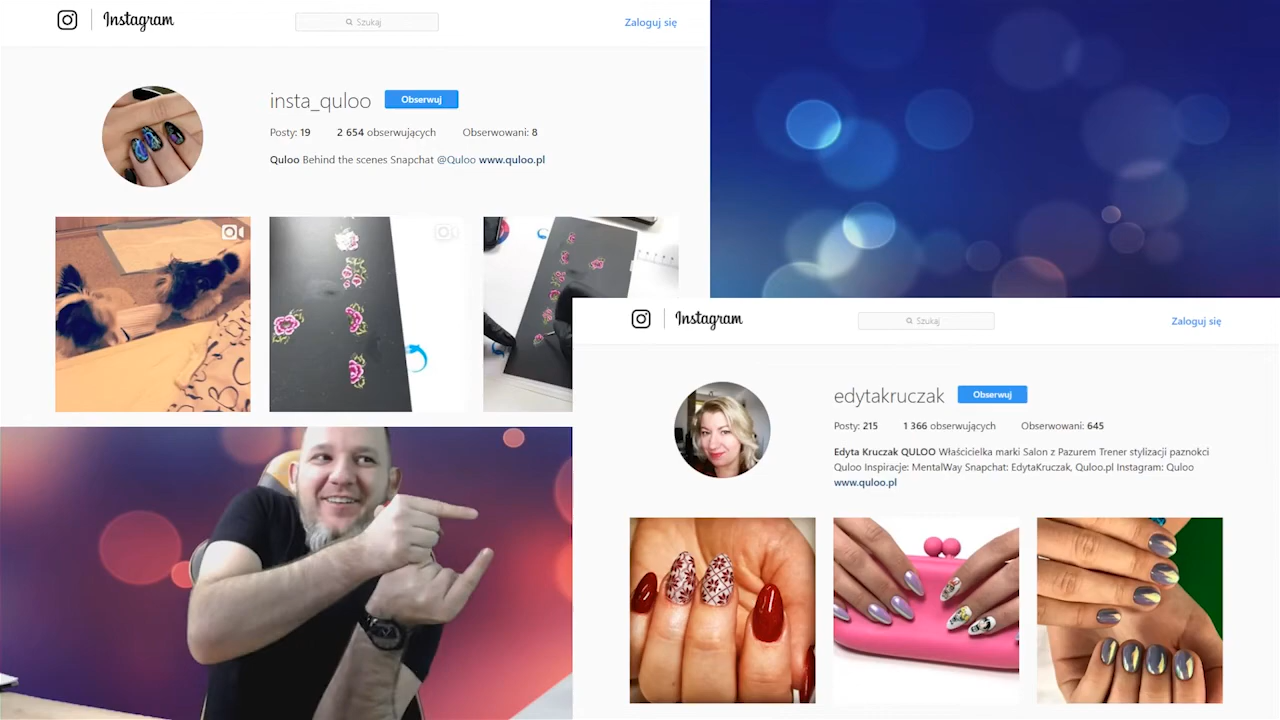 Instagram
Szukaj
Zaloguj się
insta_quloo
Obserwuj
Posty: 19 2 654 obserwujących Obserwowani: 8
Quloo Behind the scenes Snapchat @Quloo www.quloo.pl
Instagram
Szukaj
Zaloguj się
edytakruczak
Obserwuj
Posty: 215 1 366 obserwujących Obserwowani: 645
Edyta Kruczak QULOO Właścicielka marki Salon z Pazurem Trener stylizacji paznokci
Quloo Inspiracje: MentalWay Snapchat: EdytaKruczak, Quloo.pl Instagram: Quloo
www.quloo.pl